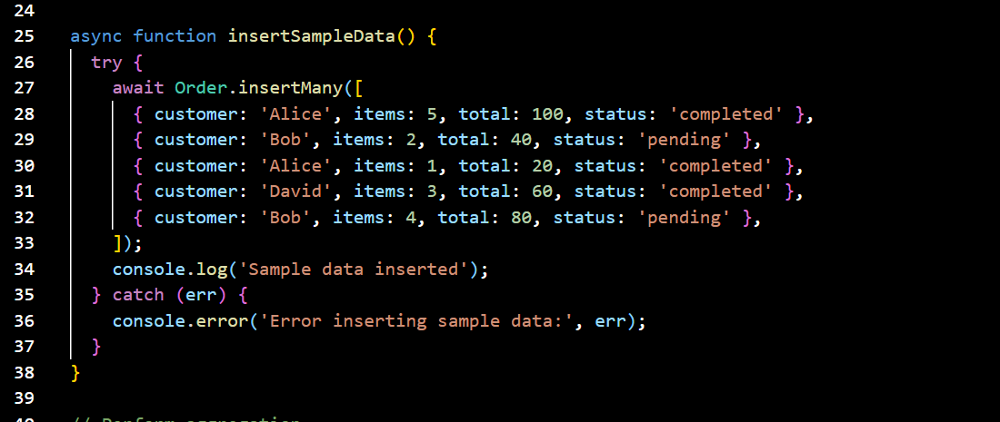 24
25 async function insertSampleData() {
26 try {
27 await Order.insertMany([
28 { customer: 'Alice', items: 5, total: 100, status: 'completed' },
29 { customer: 'Bob', items: 2, total: 40, status: 'pending' },
30 { customer: 'Alice', items: 1, total: 20, status: 'completed' },
31 { customer: 'David', items: 3, total: 60, status: 'completed' },
32 { customer: 'Bob', items: 4, total: 80, status: 'pending' },
33 ]);
34 console.log('Sample data inserted');
35 } catch (err) {
36 console.error('Error inserting sample data:', err);
37 }
38 }
39
40 // Perform aggregation